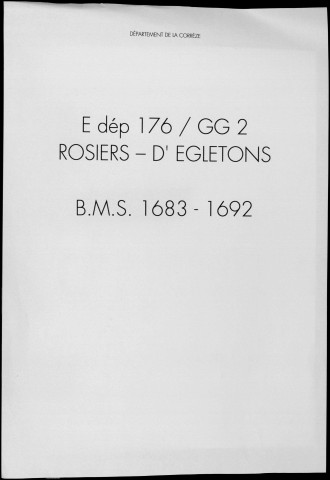 DÉPARTEMENT DE LA CORRÈZE
E dép 176 / GG 2
ROSIERS – D' EGLETONS
B.M.S. 1683 - 1692